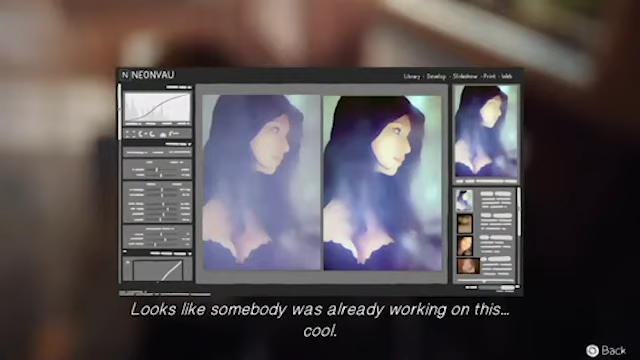 NEONVAU
Library · Develop · Slideshow · Print · Web
Looks like somebody was already working on this...
cool.
Back